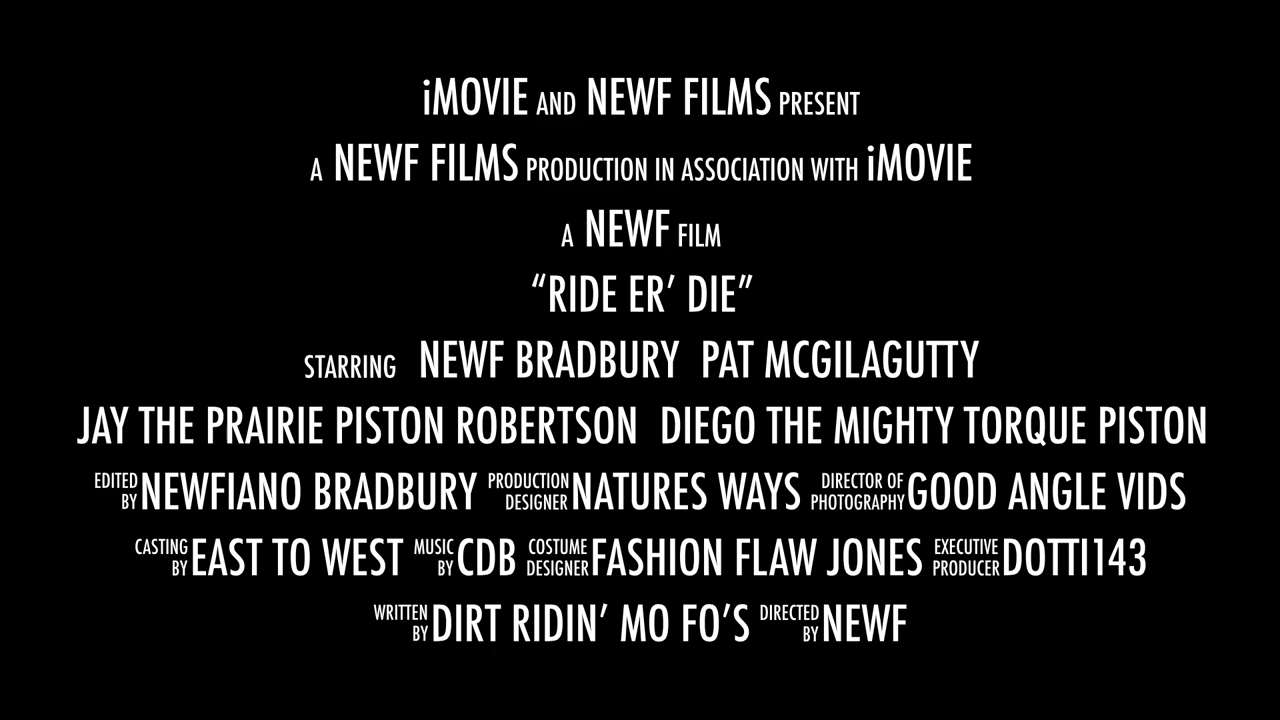 iMOVIE AND NEWF FILMS PRESENT
A NEWF FILMS PRODUCTION IN ASSOCIATION WITH iMOVIE
A NEWF FILM
“RIDE ER’ DIE”
STARRING NEWF BRADBURY PAT MCGILAGUTTY
JAY THE PRAIRIE PISTON ROBERTSON DIEGO THE MIGHTY TORQUE PISTON
EDITED BY NEWFIANO BRADBURY PRODUCTION DESIGNER NATURES WAYS DIRECTOR OF PHOTOGRAPHY GOOD ANGLE VIDS
CASTING BY EAST TO WEST MUSIC BY CDB COSTUME DESIGNER FASHION FLAW JONES EXECUTIVE PRODUCER DOTTI143
WRITTEN BY DIRT RIDIN’ MO FO’S DIRECTED BY NEWF